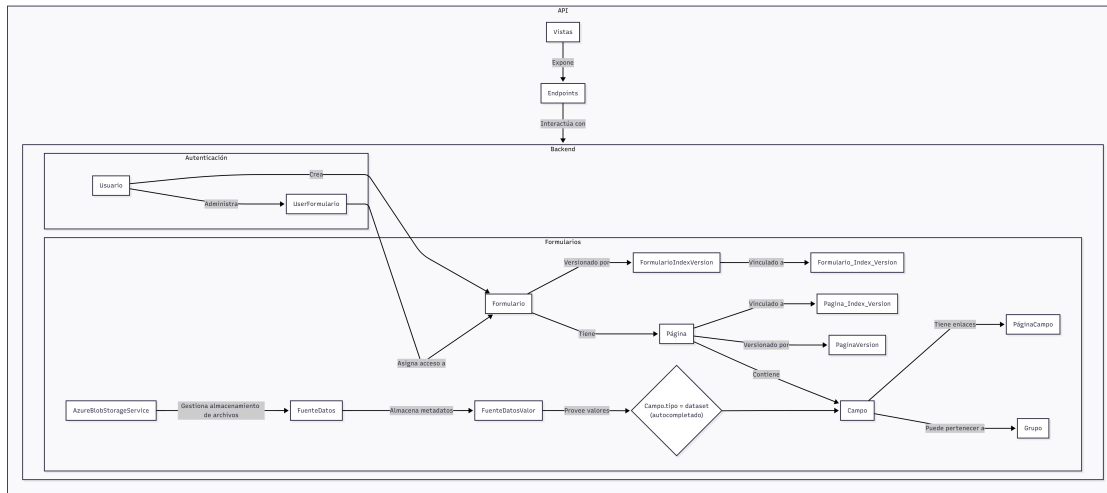 API
Vistas
Expone
Endpoints
Interactúa con
Backend
Autenticación
Usuario
Crea
Administra
UserFormulario
Formularios
Versionado por
FormularioIndexVersion
Vinculado a
Formulario_Index_Version
Formulario
Vinculado a
Pagina_Index_Version
Tiene
Página
Versionado por
PaginaVersion
Tiene enlaces
PáginaCampo
Asigna acceso a
Contiene
AzureBlobStorageService
Gestiona almacenamiento
de archivos
FuenteDatos
Almacena metadatos
FuenteDatosValor
Provee valores
Campo.tipo = dataset
(autocompletado)
Campo
Puede pertenecer a
Grupo